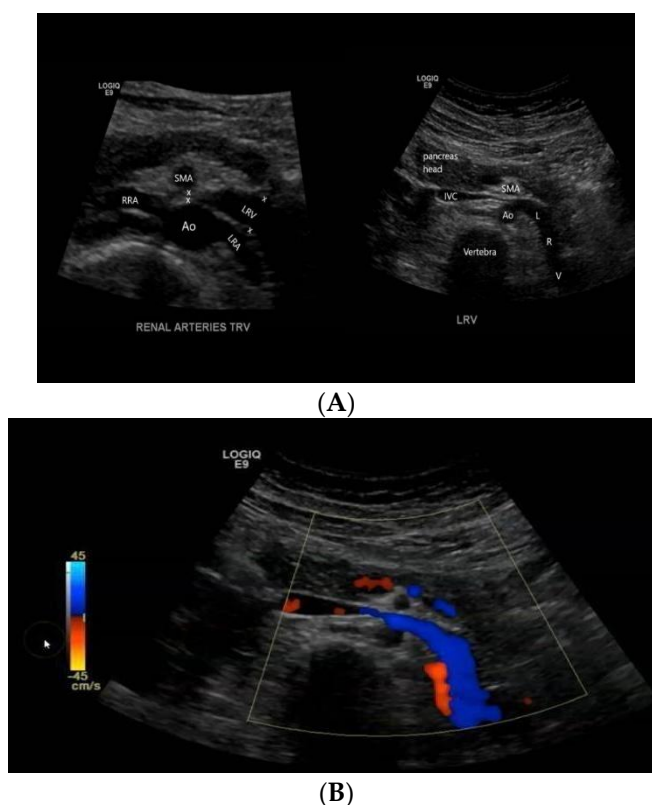 LOGIQ
E9
SMA
x
x
x
RRA
LRV
Ao
x
LRA
RENAL ARTERIES TRV
LOGIQ
E9
pancreas
head
IVC
SMA
Ao
L
R
Vertebra
V
LRV
(A)
LOGIQ
E9
45
-45
cm/s
(B)